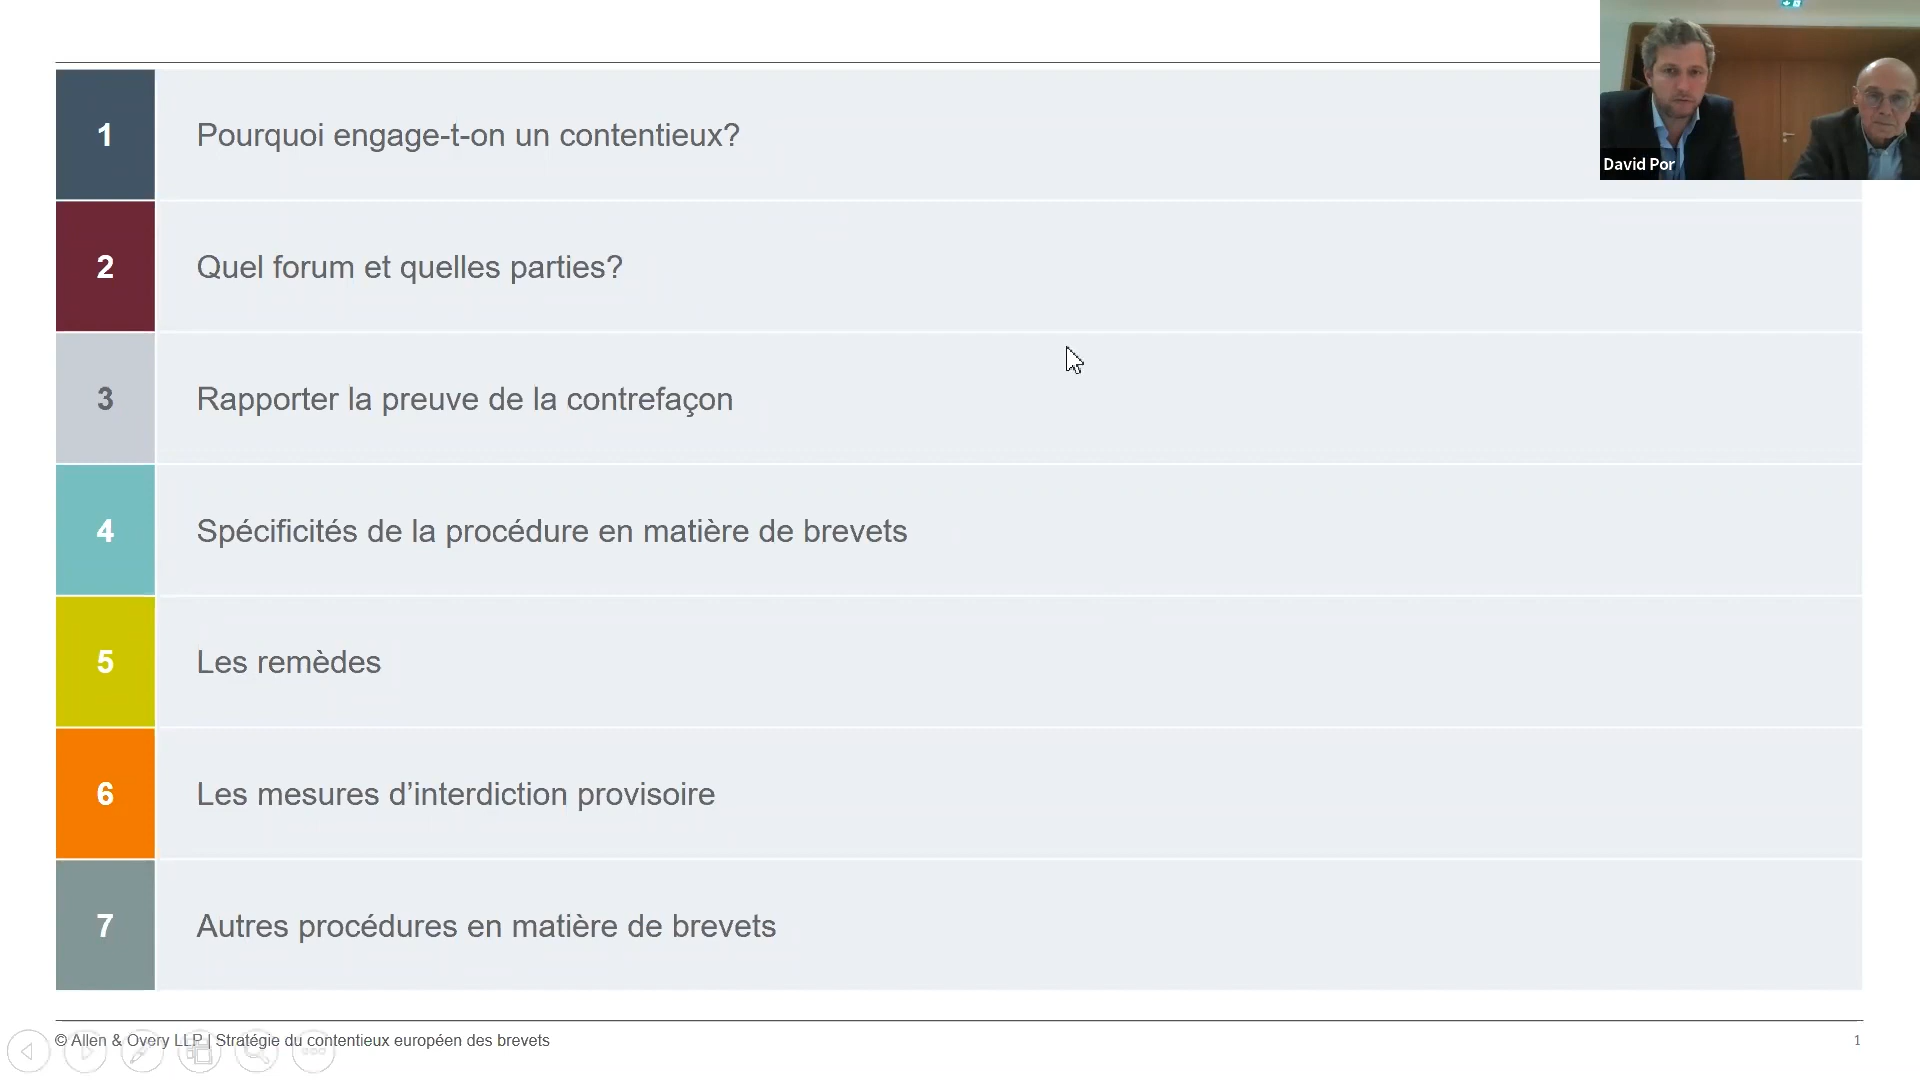 1 Pourquoi engage-t-on un contentieux?
David Por
2 Quel forum et quelles parties?
3 Rapporter la preuve de la contrefaçon
4 Spécificités de la procédure en matière de brevets
5 Les remèdes
6 Les mesures d’interdiction provisoire
7 Autres procédures en matière de brevets
© Allen & Overy LLP | Stratégie du contentieux européen des brevets
1